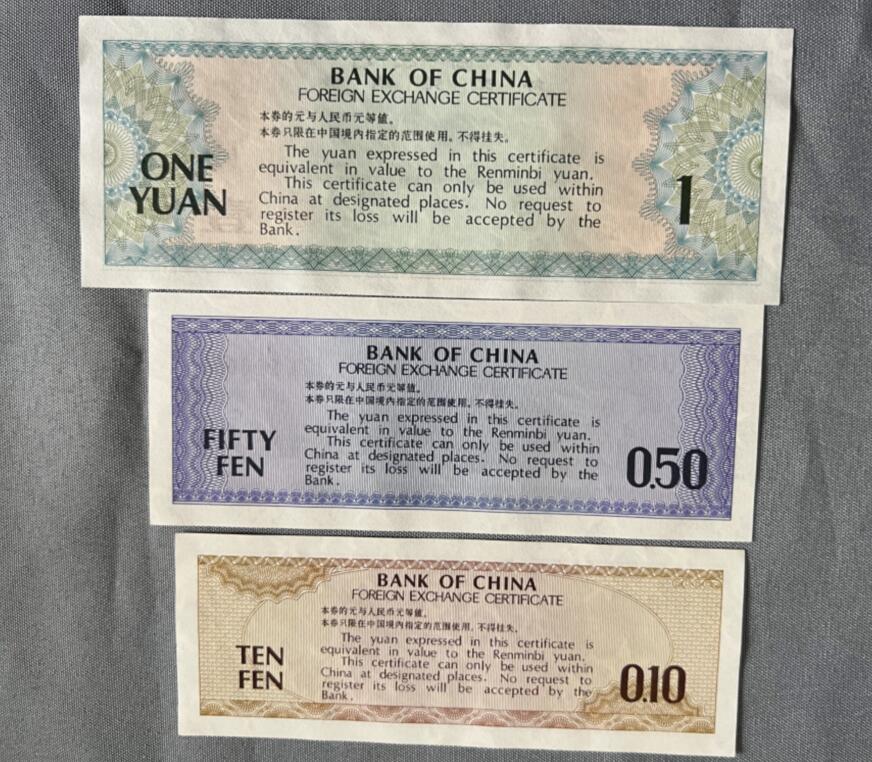 BANK OF CHINA
FOREIGN EXCHANGE CERTIFICATE
本券的元与人民币元等值。
本券只限在中国境内指定的范围使用,不得挂失。
The yuan expressed in this certificate is
equivalent in value to the Renminbi yuan.
This certificate can only be used within
China at designated places. No request to
register its loss will be accepted by the
Bank.
ONE
YUAN
1
BANK OF CHINA
FOREIGN EXCHANGE CERTIFICATE
本券的元与人民币元等值。
本券只限在中国境内指定的范围使用,不得挂失。
The yuan expressed in this certificate is
equivalent in value to the Renminbi yuan.
This certificate can only be used within
China at designated places. No request to
register its loss will be accepted by the
Bank.
FIFTY
FEN
0.50
BANK OF CHINA
FOREIGN EXCHANGE CERTIFICATE
本券的元与人民币元等值。
本券只限在中国境内指定的范围使用,不得挂失。
The yuan expressed in this certificate is
equivalent in value to the Renminbi yuan.
This certificate can only be used within
China at designated places. No request to
register its loss will be accepted by the
Bank.
TEN
FEN
0.10